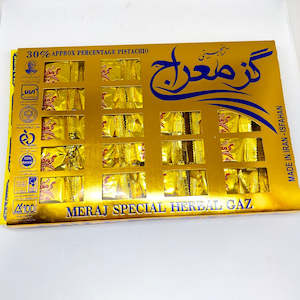 30% APPROX PERCENTAGE PISTACHIO
گز معراج
MADE IN IRAN-ISFAHAN
MERAJ SPECIAL HERBAL GAZ